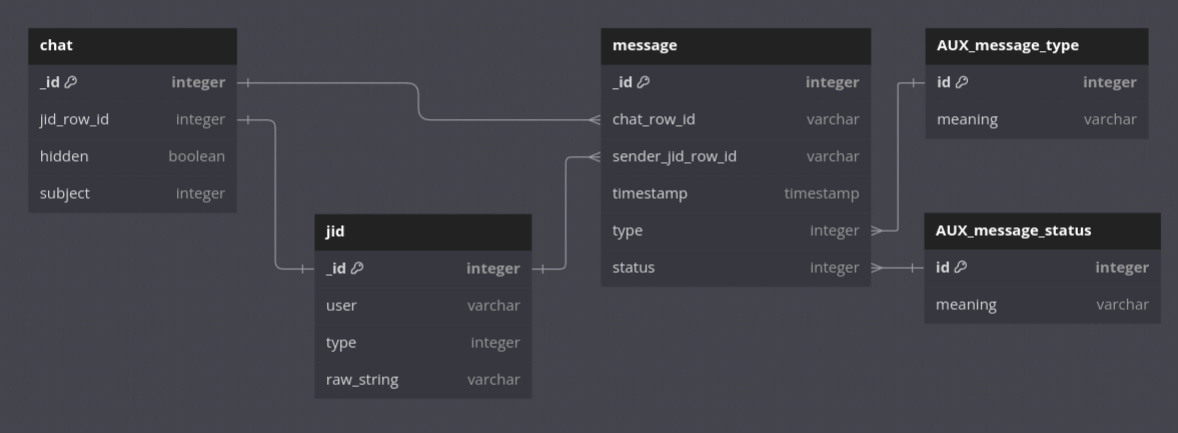 chat
_id integer
jid_row_id integer
hidden boolean
subject integer
jid
_id integer
user varchar
type integer
raw_string varchar
message
_id integer
chat_row_id varchar
sender_jid_row_id varchar
timestamp timestamp
type integer
status integer
AUX_message_type
id integer
meaning varchar
AUX_message_status
id integer
meaning varchar